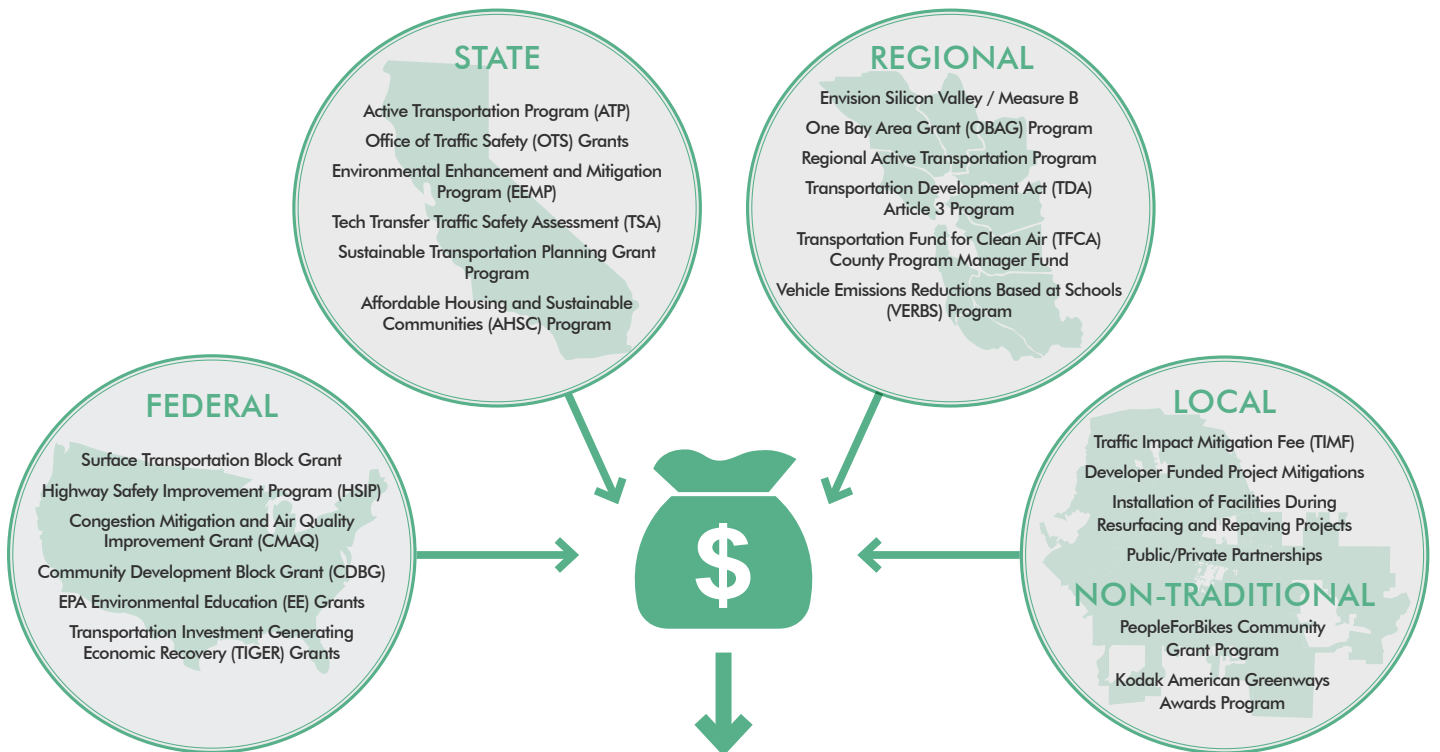 STATE
Active Transportation Program (ATP)
Office of Traffic Safety (OTS) Grants
Environmental Enhancement and Mitigation
Program (EEMP)
Tech Transfer Traffic Safety Assessment (TSA)
Sustainable Transportation Planning Grant
Program
Affordable Housing and Sustainable
Communities (AHSC) Program
REGIONAL
Envision Silicon Valley / Measure B
One Bay Area Grant (OBAG) Program
Regional Active Transportation Program
Transportation Development Act (TDA)
Article 3 Program
Transportation Fund for Clean Air (TFCA)
County Program Manager Fund
Vehicle Emissions Reductions Based at Schools
(VERBS) Program
FEDERAL
Surface Transportation Block Grant
Highway Safety Improvement Program (HSIP)
Congestion Mitigation and Air Quality
Improvement Grant (CMAQ)
Community Development Block Grant (CDBG)
EPA Environmental Education (EE) Grants
Transportation Investment Generating
Economic Recovery (TIGER) Grants
$
LOCAL
Traffic Impact Mitigation Fee (TIMF)
Developer Funded Project Mitigations
Installation of Facilities During
Resurfacing and Repaving Projects
Public/Private Partnerships
NON-TRADITIONAL
PeopleForBikes Community
Grant Program
Kodak American Greenways
Awards Program